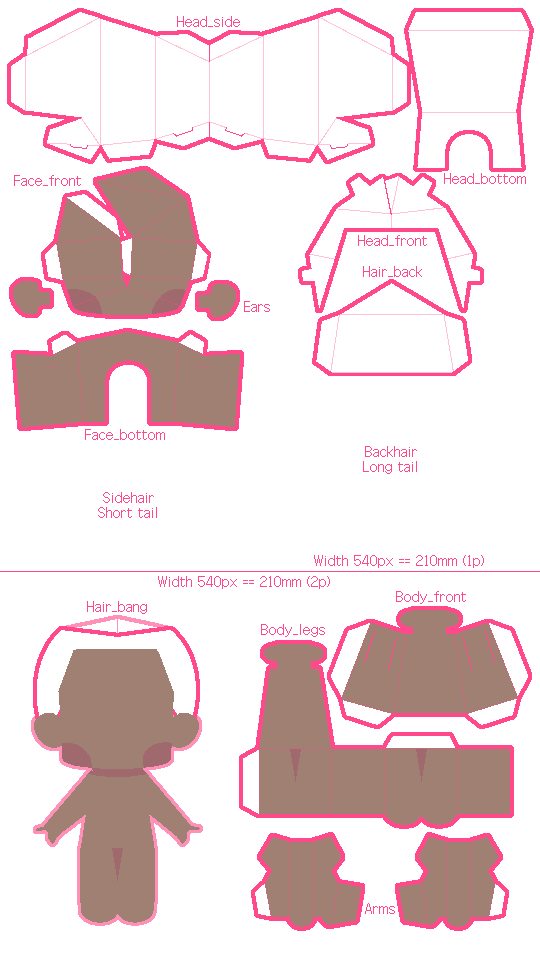 Head_side
Face_front
Head_bottom
Head_front
Hair_back
Ears
Face_bottom
Backhair
Long tail
Sidehair
Short tail
Width 540px == 210mm (1p)
Width 540px == 210mm (2p)
Hair_bang
Body_front
Body_legs
Arms